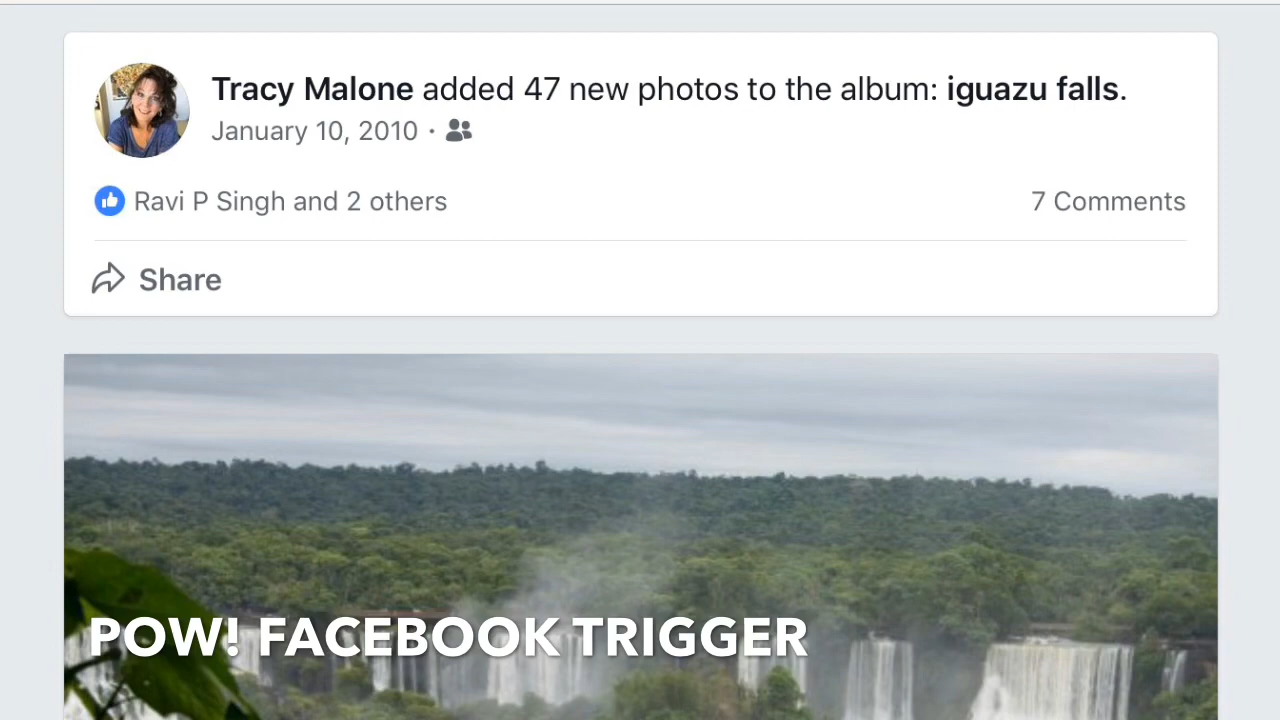 Tracy Malone added 47 new photos to the album: iguazu falls.
January 10, 2010 ·
Ravi P Singh and 2 others
7 Comments
Share
POW! FACEBOOK TRIGGER